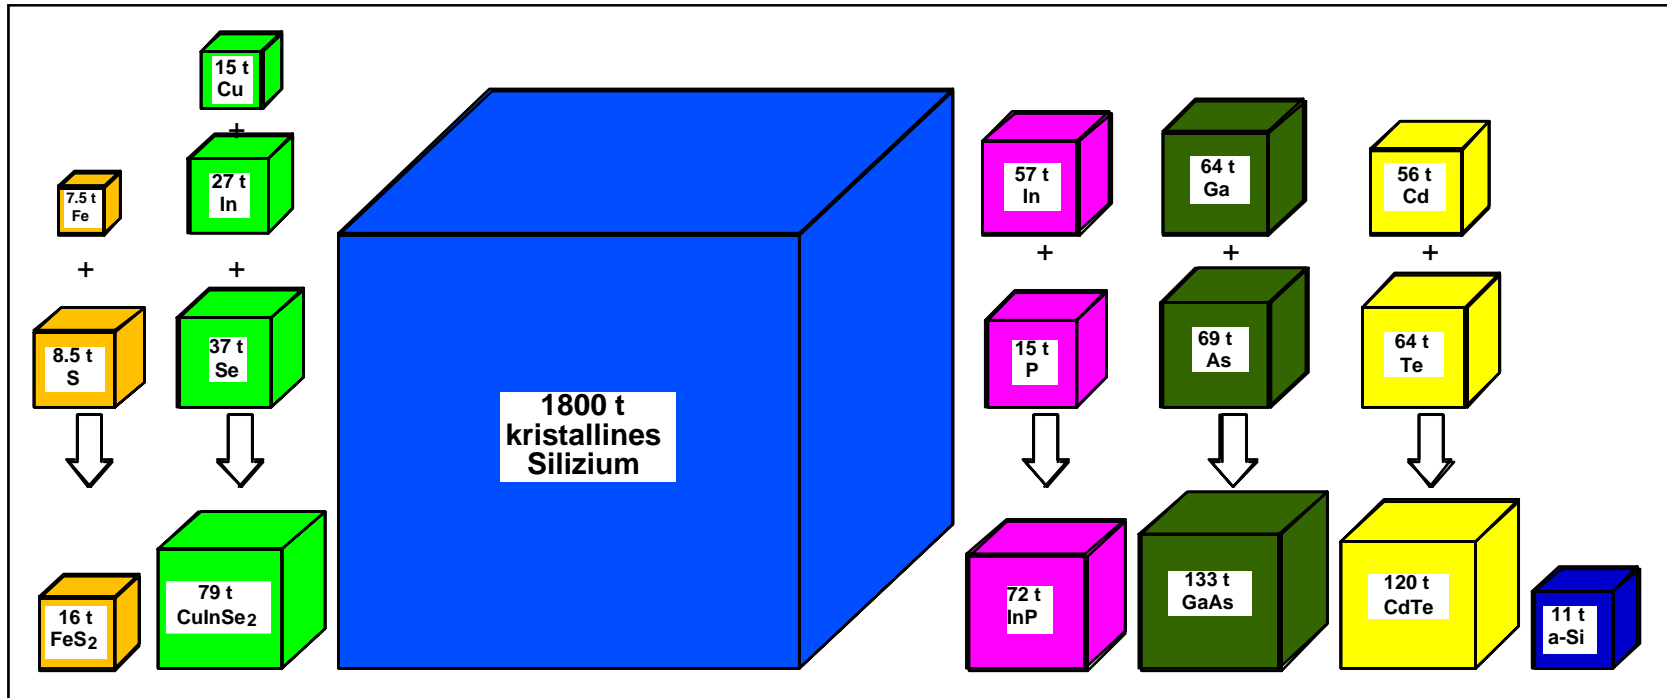 7.5 t
Fe
+
8.5 t
S
16 t
FeS2
15 t
Cu
+
27 t
In
+
37 t
Se
79 t
CuInSe2
1800 t
kristallines
Silizium
57 t
In
+
15 t
P
72 t
InP
64 t
Ga
+
69 t
As
133 t
GaAs
56 t
Cd
+
64 t
Te
120 t
CdTe
11 t
a-Si